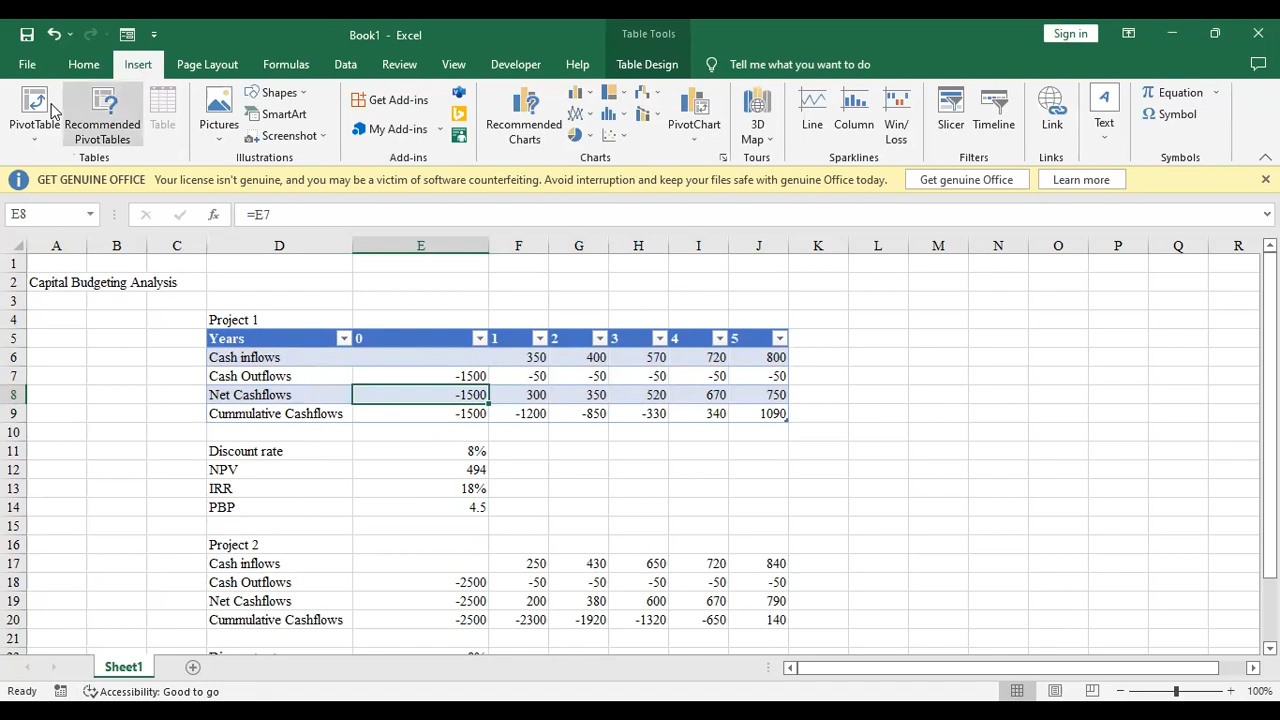 Book1 - Excel
Table Tools
Sign in
File Home Insert Page Layout Formulas Data Review View Developer Help Table Design Tell me what you want to do
PivotTable
Recommended PivotTables
Table
Tables
Pictures
Shapes
SmartArt
Screenshot
Illustrations
Get Add-ins
My Add-ins
Add-ins
Recommended Charts
PivotChart
Charts
3D Map
Tours
Line
Column
Win/Loss
Sparklines
Slicer
Timeline
Filters
Link
Links
Text
Equation
Symbol
Symbols
GET GENUINE OFFICE Your license isn't genuine, and you may be a victim of software counterfeiting. Avoid interruption and keep your files safe with genuine Office today. Get genuine Office Learn more
E8 fx =E7
A B C D E F G H I J K L M N O P Q R
1
2 Capital Budgeting Analysis
3
4 Project 1
5 Years 0 1 2 3 4 5
6 Cash inflows 350 400 570 720 800
7 Cash Outflows -1500 -50 -50 -50 -50 -50
8 Net Cashflows -1500 300 350 520 670 750
9 Cummulative Cashflows -1500 -1200 -850 -330 340 1090
10
11 Discount rate 8%
12 NPV 494
13 IRR 18%
14 PBP 4.5
15
16 Project 2
17 Cash inflows 250 430 650 720 840
18 Cash Outflows -2500 -50 -50 -50 -50 -50
19 Net Cashflows -2500 200 380 600 670 790
20 Cummulative Cashflows -2500 -2300 -1920 -1320 -650 140
21
Sheet1
Ready Accessibility: Good to go 100%